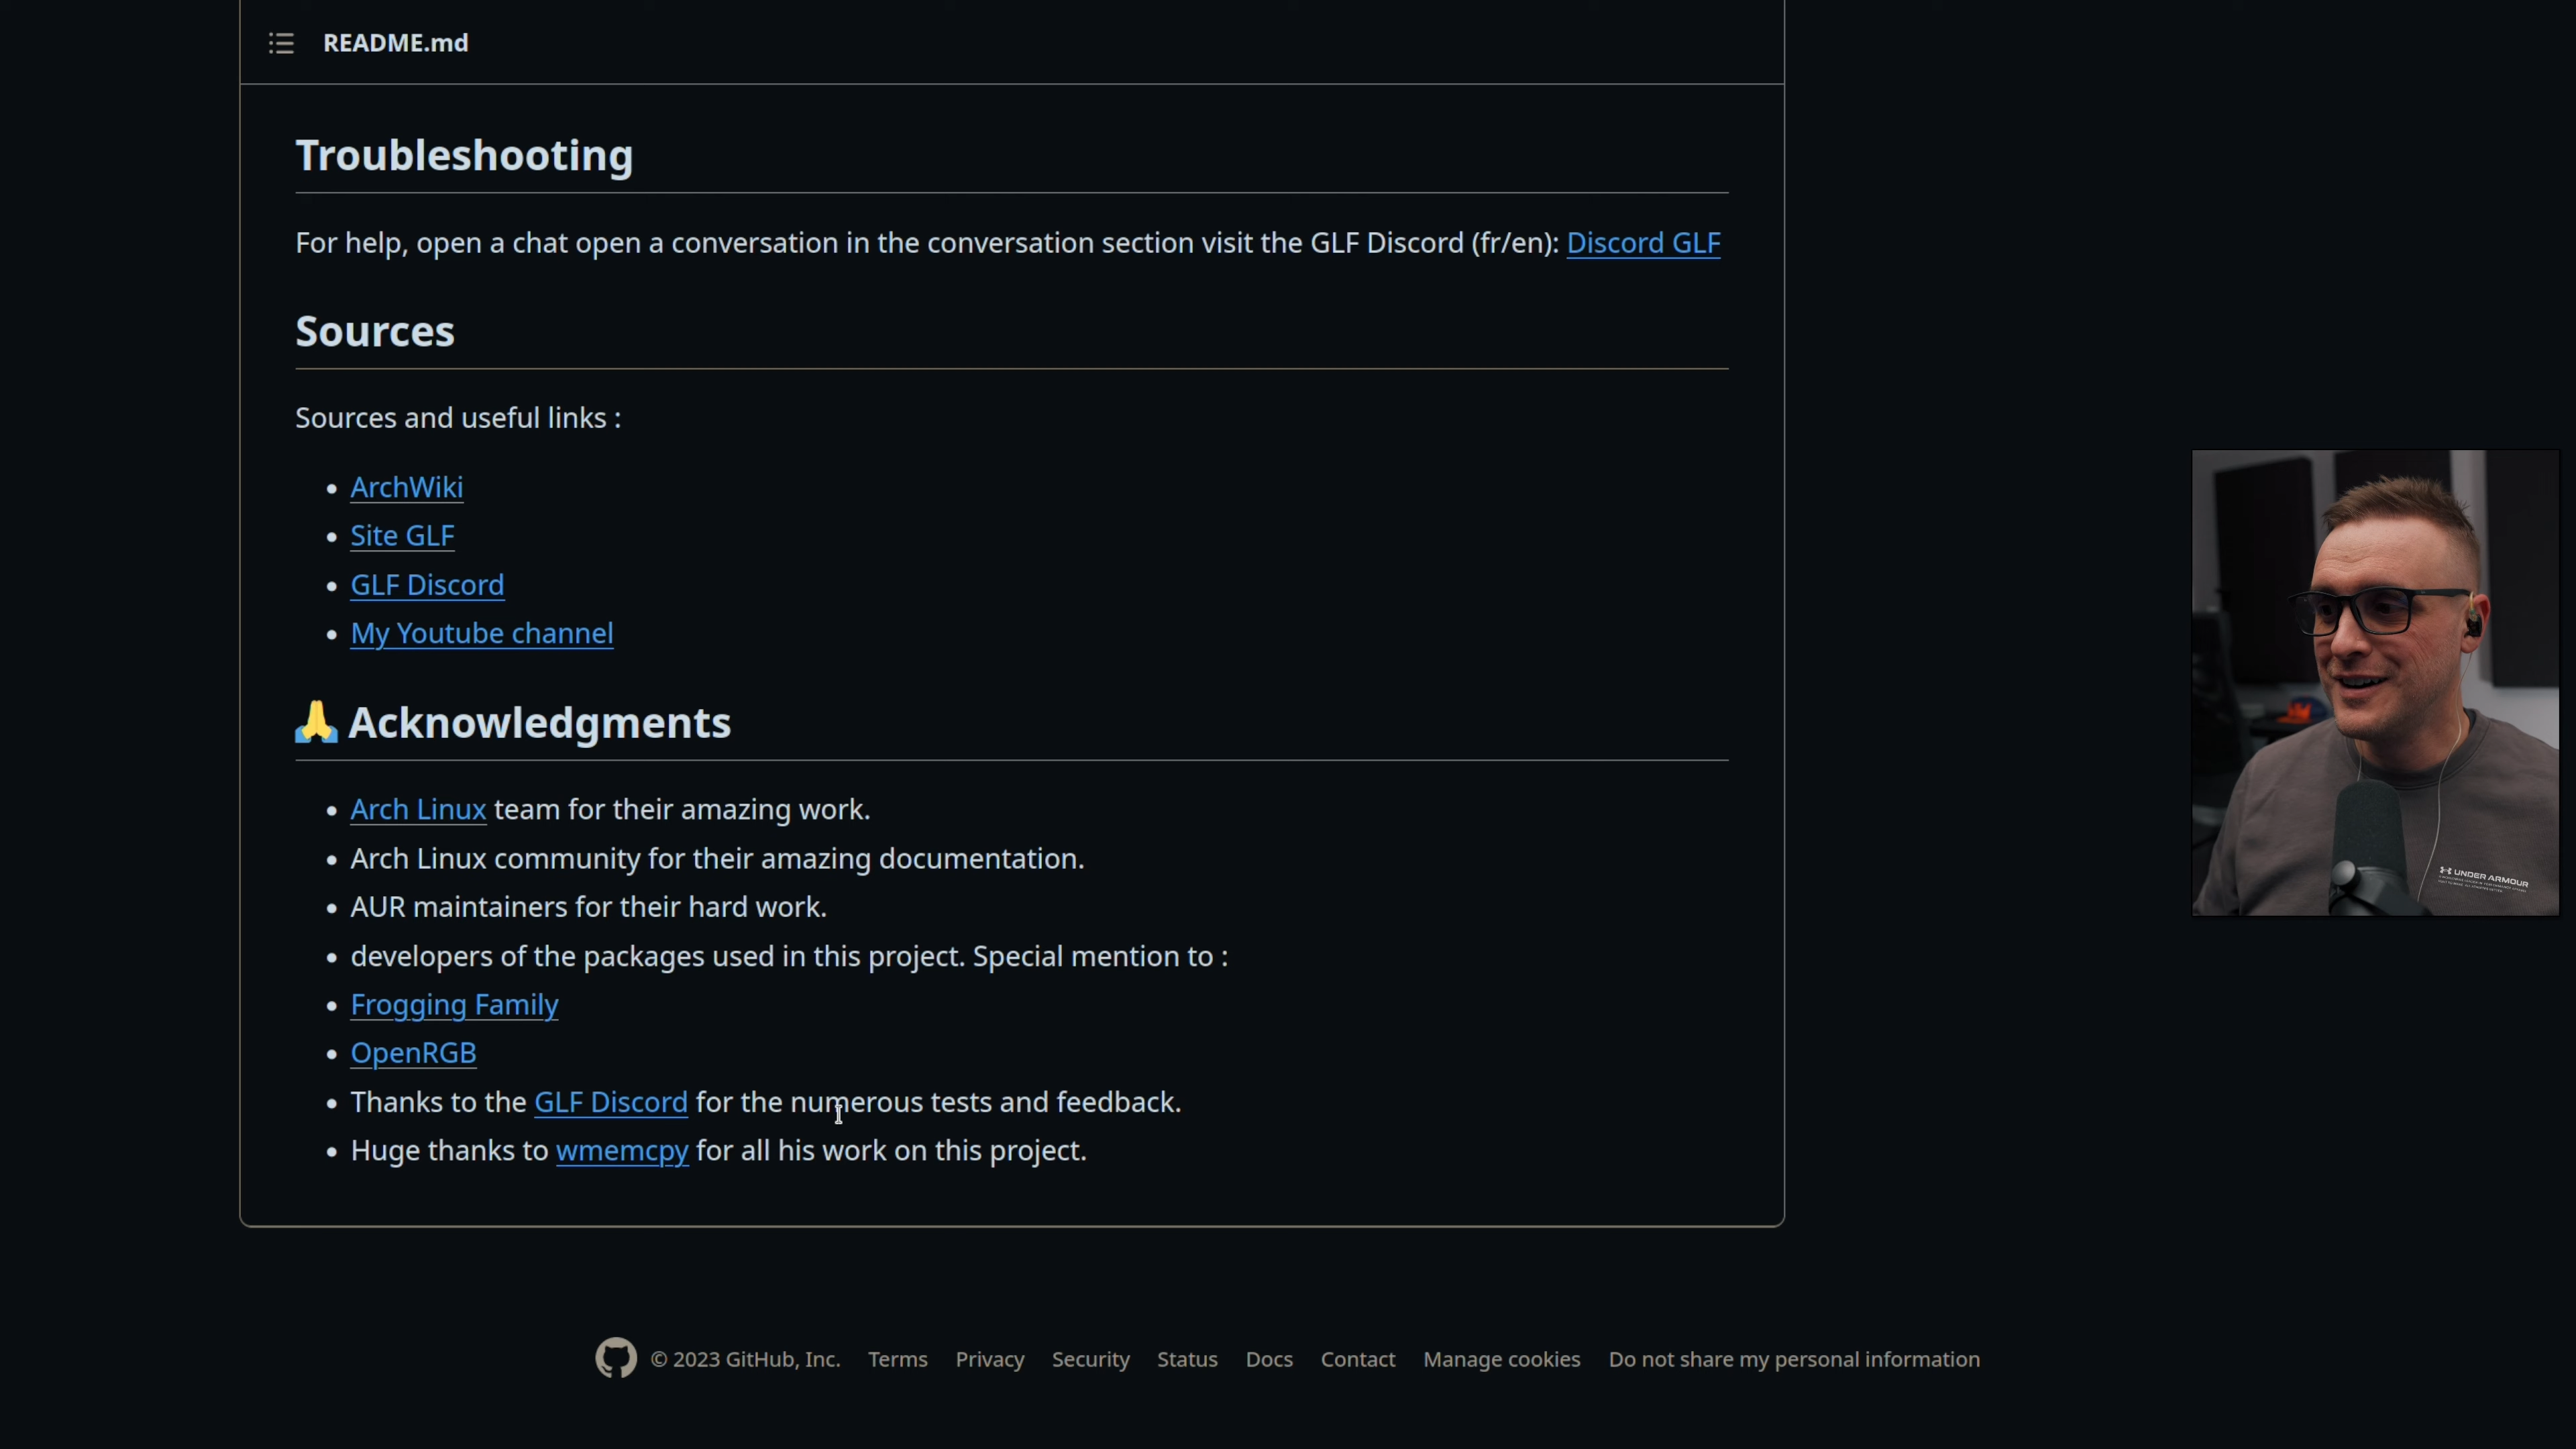 README.md
Troubleshooting
For help, open a chat open a conversation in the conversation section visit the GLF Discord (fr/en): Discord GLF
Sources
Sources and useful links :
ArchWiki
Site GLF
GLF Discord
My Youtube channel
🙏 Acknowledgments
Arch Linux team for their amazing work.
Arch Linux community for their amazing documentation.
AUR maintainers for their hard work.
developers of the packages used in this project. Special mention to :
Frogging Family
OpenRGB
Thanks to the GLF Discord for the numerous tests and feedback.
Huge thanks to wmemcpy for all his work on this project.
UNDER ARMOUR
© 2023 GitHub, Inc. Terms Privacy Security Status Docs Contact Manage cookies Do not share my personal information